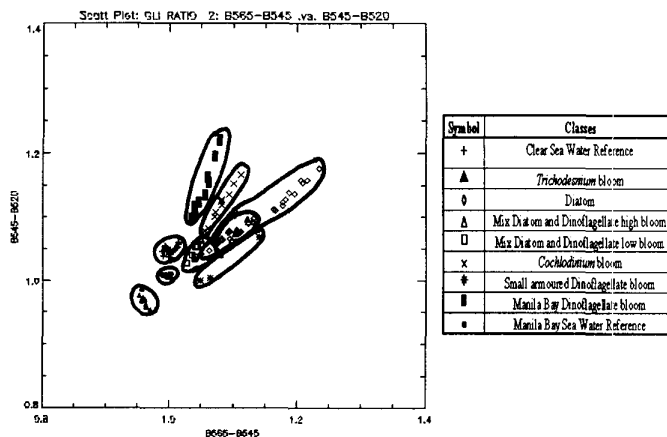 Scott Plot: GLI RATIO 2: B565-B545 .va. B545-B520
1.4
1.2
1.0
0.8
B545-B520
9.8
1.9
1.2
1.4
B565-B545
Symbol Classes
+ Clear Sea Water Reference
▲ Trichodesmium bloom
◊ Diatom
△ Mix Diatom and Dinoflagellate high bloom
□ Mix Diatom and Dinoflagellate low bloom
× Cochlodinium bloom
* Small armoured Dinoflagellate bloom
Manila Bay Dinoflagellate bloom
Manila Bay Sea Water Reference